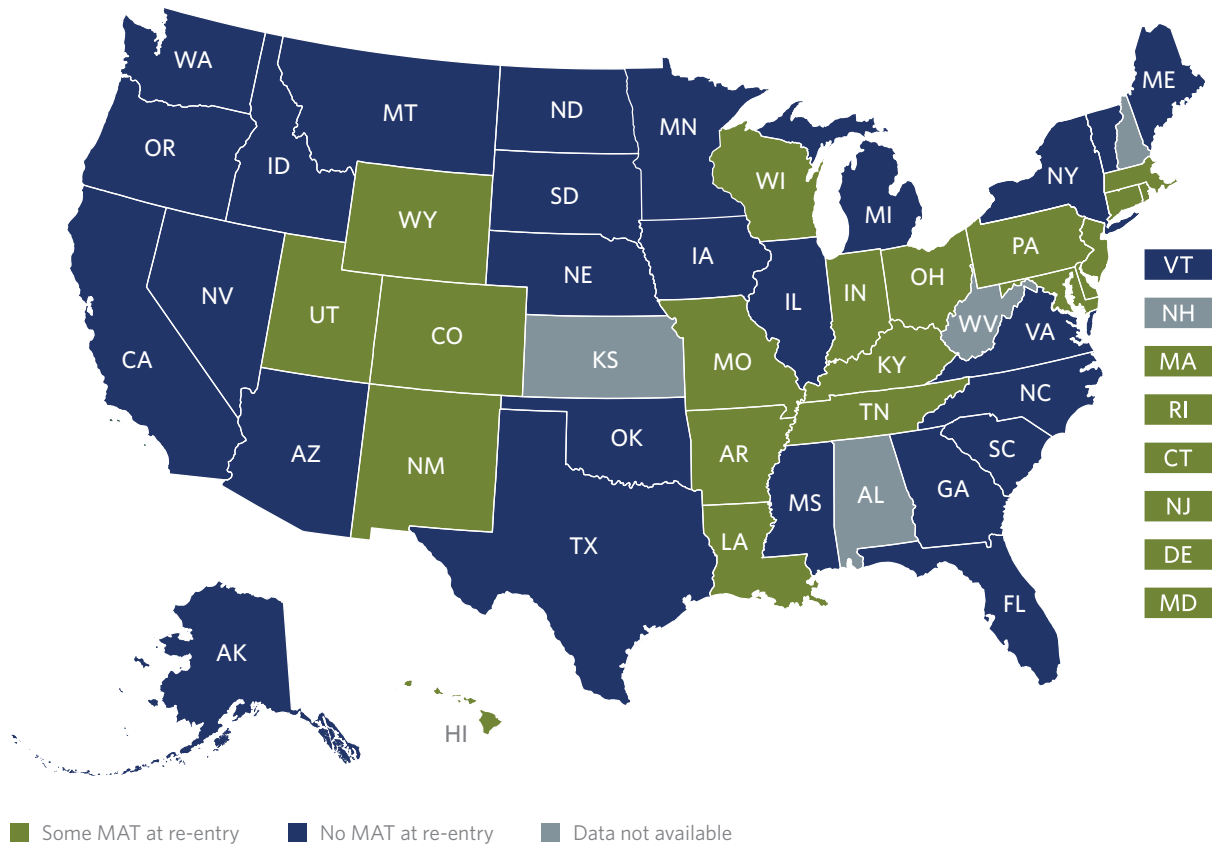 WA
MT
ND
MN
ME
OR
ID
SD
WI
MI
NY
WY
NE
IA
PA
NV
UT
CO
IL
IN
OH
WV
VA
CA
KS
MO
KY
NC
AZ
NM
OK
AR
TN
SC
TX
LA
MS
AL
GA
FL
AK
HI
VT
NH
MA
RI
CT
NJ
DE
MD
Some MAT at re-entry
No MAT at re-entry
Data not available